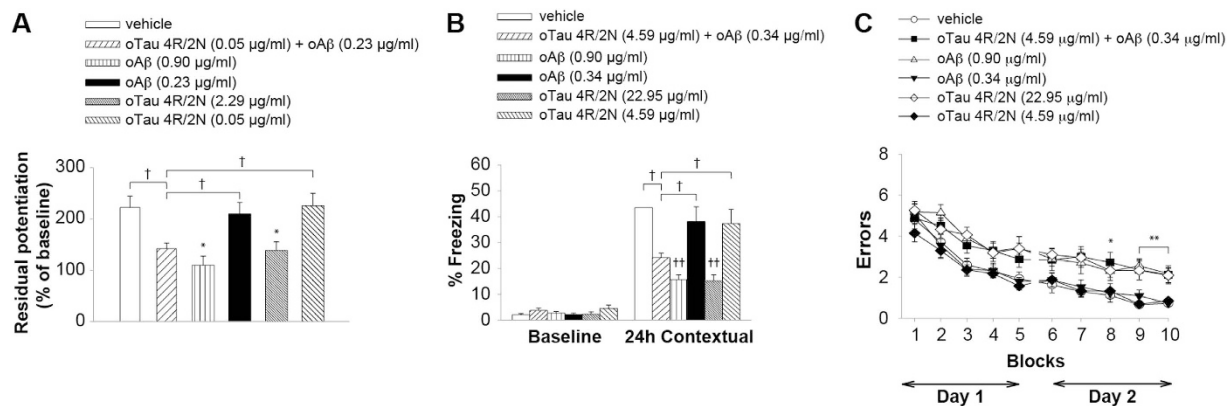 A
vehicle
oTau 4R/2N (0.05 µg/ml) + oAβ (0.23 µg/ml)
oAβ (0.90 µg/ml)
oAβ (0.23 µg/ml)
oTau 4R/2N (2.29 µg/ml)
oTau 4R/2N (0.05 µg/ml)
Residual potentiation
(% of baseline)
300
200
100
0
†
†
†
*
*
B
vehicle
oTau 4R/2N (4.59 µg/ml) + oAβ (0.34 µg/ml)
oAβ (0.90 µg/ml)
oAβ (0.34 µg/ml)
oTau 4R/2N (22.95 µg/ml)
oTau 4R/2N (4.59 µg/ml)
% Freezing
60
50
40
30
20
10
0
†
†
†
††
††
Baseline
24h Contextual
C
vehicle
oTau 4R/2N (4.59 µg/ml) + oAβ (0.34 µg/ml)
oAβ (0.90 µg/ml)
oAβ (0.34 µg/ml)
oTau 4R/2N (22.95 µg/ml)
oTau 4R/2N (4.59 µg/ml)
Errors
8
6
4
2
0
*
**
1 2 3 4 5 6 7 8 9 10
Blocks
Day 1
Day 2